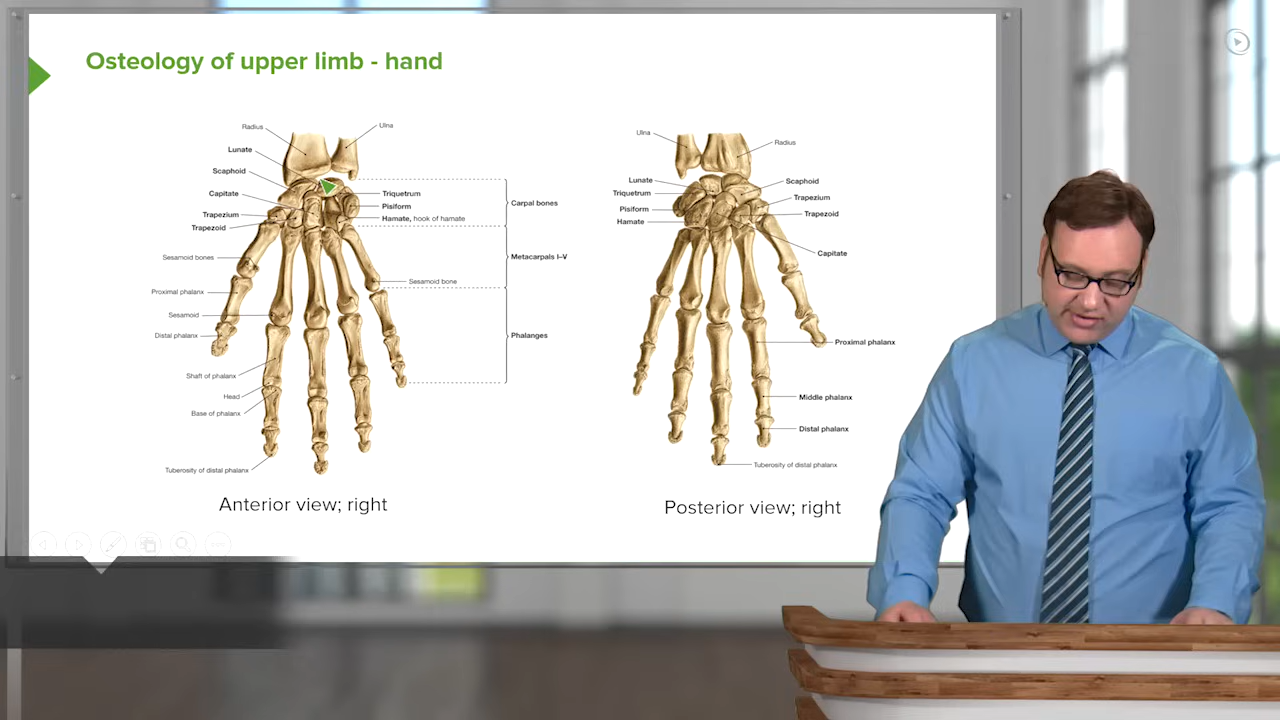 Osteology of upper limb - hand
Radius
Ulna
Lunate
Scaphoid
Capitate
Trapezium
Trapezoid
Triquetrum
Pisiform
Hamate, hook of hamate
Carpal bones
Metacarpals I–V
Sesamoid bones
Sesamoid bone
Proximal phalanx
Sesamoid
Distal phalanx
Phalanges
Shaft of phalanx
Head
Base of phalanx
Tuberosity of distal phalanx
Anterior view; right
Ulna
Radius
Lunate
Triquetrum
Pisiform
Hamate
Scaphoid
Trapezium
Trapezoid
Capitate
Proximal phalanx
Middle phalanx
Distal phalanx
Tuberosity of distal phalanx
Posterior view; right